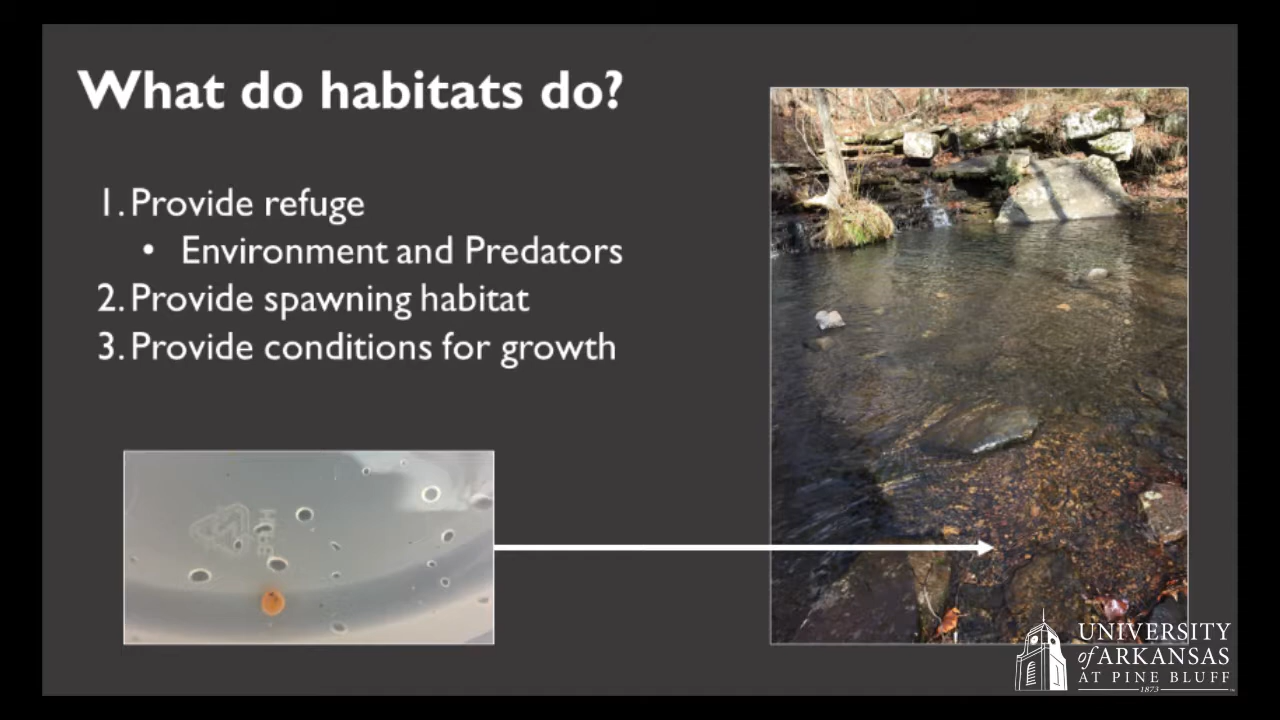 What do habitats do?
1. Provide refuge
• Environment and Predators
2. Provide spawning habitat
3. Provide conditions for growth
UNIVERSITY
of ARKANSAS
AT PINE BLUFF
1873